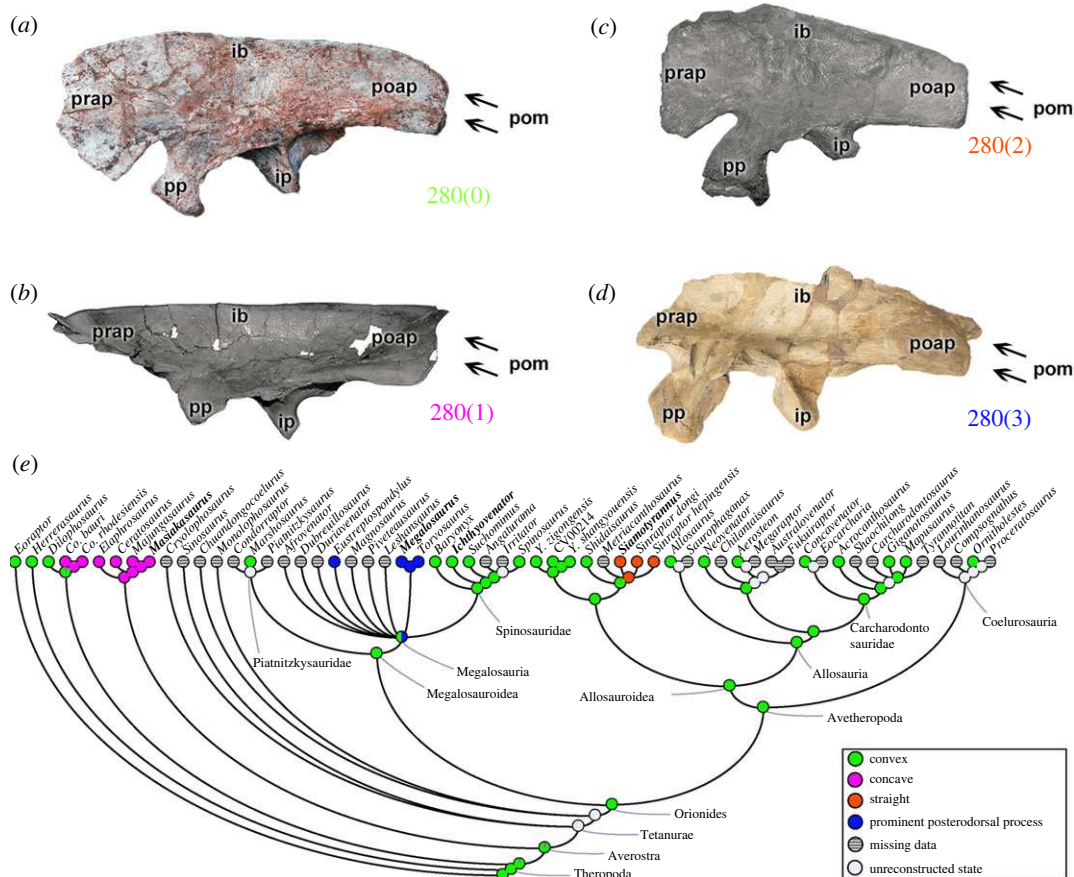 (a)
ib
prap
poap
pom
pp
ip
280(0)
(c)
ib
prap
poap
pom
ip
pp
280(2)
(b)
ib
prap
poap
pom
pp
ip
280(1)
(d)
ib
prap
poap
pom
pp
ip
280(3)
(e)
Eoraptor
Herrerasaurus
Dilophosaurus
Co. bauri
Co. rhodesiensis
Elaphrosaurus
Ceratosaurus
Majungasaurus
Masiakasaurus
Cryolophosaurus
Sinosaurus
Chuandongocoelurus
Monolophosaurus
Condorraptor
Marshosaurus
Piatnitzkysaurus
Afrovenator
Dubreuillosaurus
Duriavenator
Eustreptospondylus
Magnosaurus
Piveteausaurus
Leshansaurus
Megalosaurus
Torvosaurus
Baryonyx
Ichthyovenator
Suchomimus
Angaturama
Irritator
Spinosaurus
Y. zigongensis
CV00214
Y. shangyouensis
Shidaisaurus
Metriacanthosaurus
Siamotyrannus
Sinraptor dongi
Sinraptor hepingensis
Allosaurus
Saurophaganax
Neovenator
Chilantaisaurus
Aerosteon
Megaraptor
Australovenator
Fukuiraptor
Concavenator
Eocarcharia
Acrocanthosaurus
Shaochilong
Carcharodontosaurus
Giganotosaurus
Mapusaurus
Tyrannotitan
Lourinhanosaurus
Compsognathus
Ornitholestes
Proceratosaurus
Spinosauridae
Piatnitzkysauridae
Megalosauria
Megalosauroidea
Carcharodonto
sauridae
Coelurosauria
Allosauria
Allosauroidea
Avetheropoda
Orionides
Tetanurae
Averostra
Theropoda
convex
concave
straight
prominent posterodorsal process
missing data
unreconstructed state